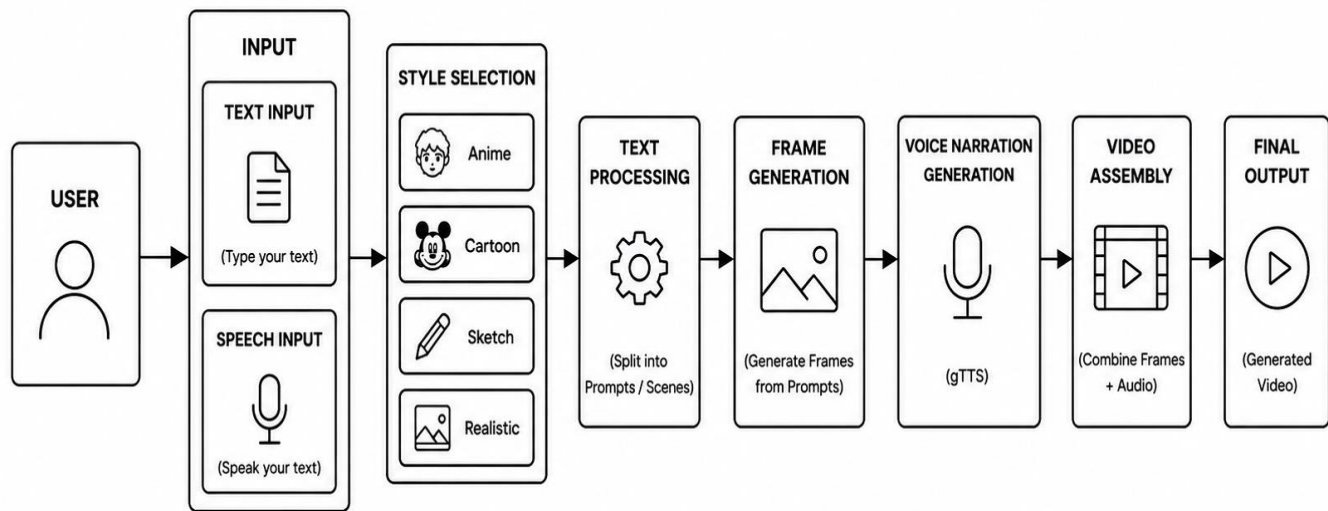 USER
INPUT
TEXT INPUT
(Type your text)
SPEECH INPUT
(Speak your text)
STYLE SELECTION
Anime
Cartoon
Sketch
Realistic
TEXT
PROCESSING
(Split into
Prompts / Scenes)
FRAME
GENERATION
(Generate Frames
from Prompts)
VOICE NARRATION
GENERATION
(gTTS)
VIDEO
ASSEMBLY
(Combine Frames
+ Audio)
FINAL
OUTPUT
(Generated
Video)